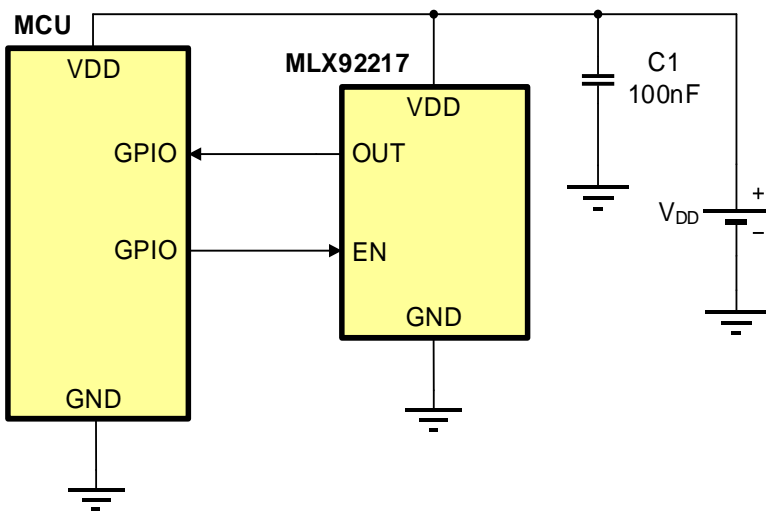 MCU
VDD
GPIO
GPIO
GND
MLX92217
VDD
OUT
EN
GND
C1
100nF
VDD
+
−